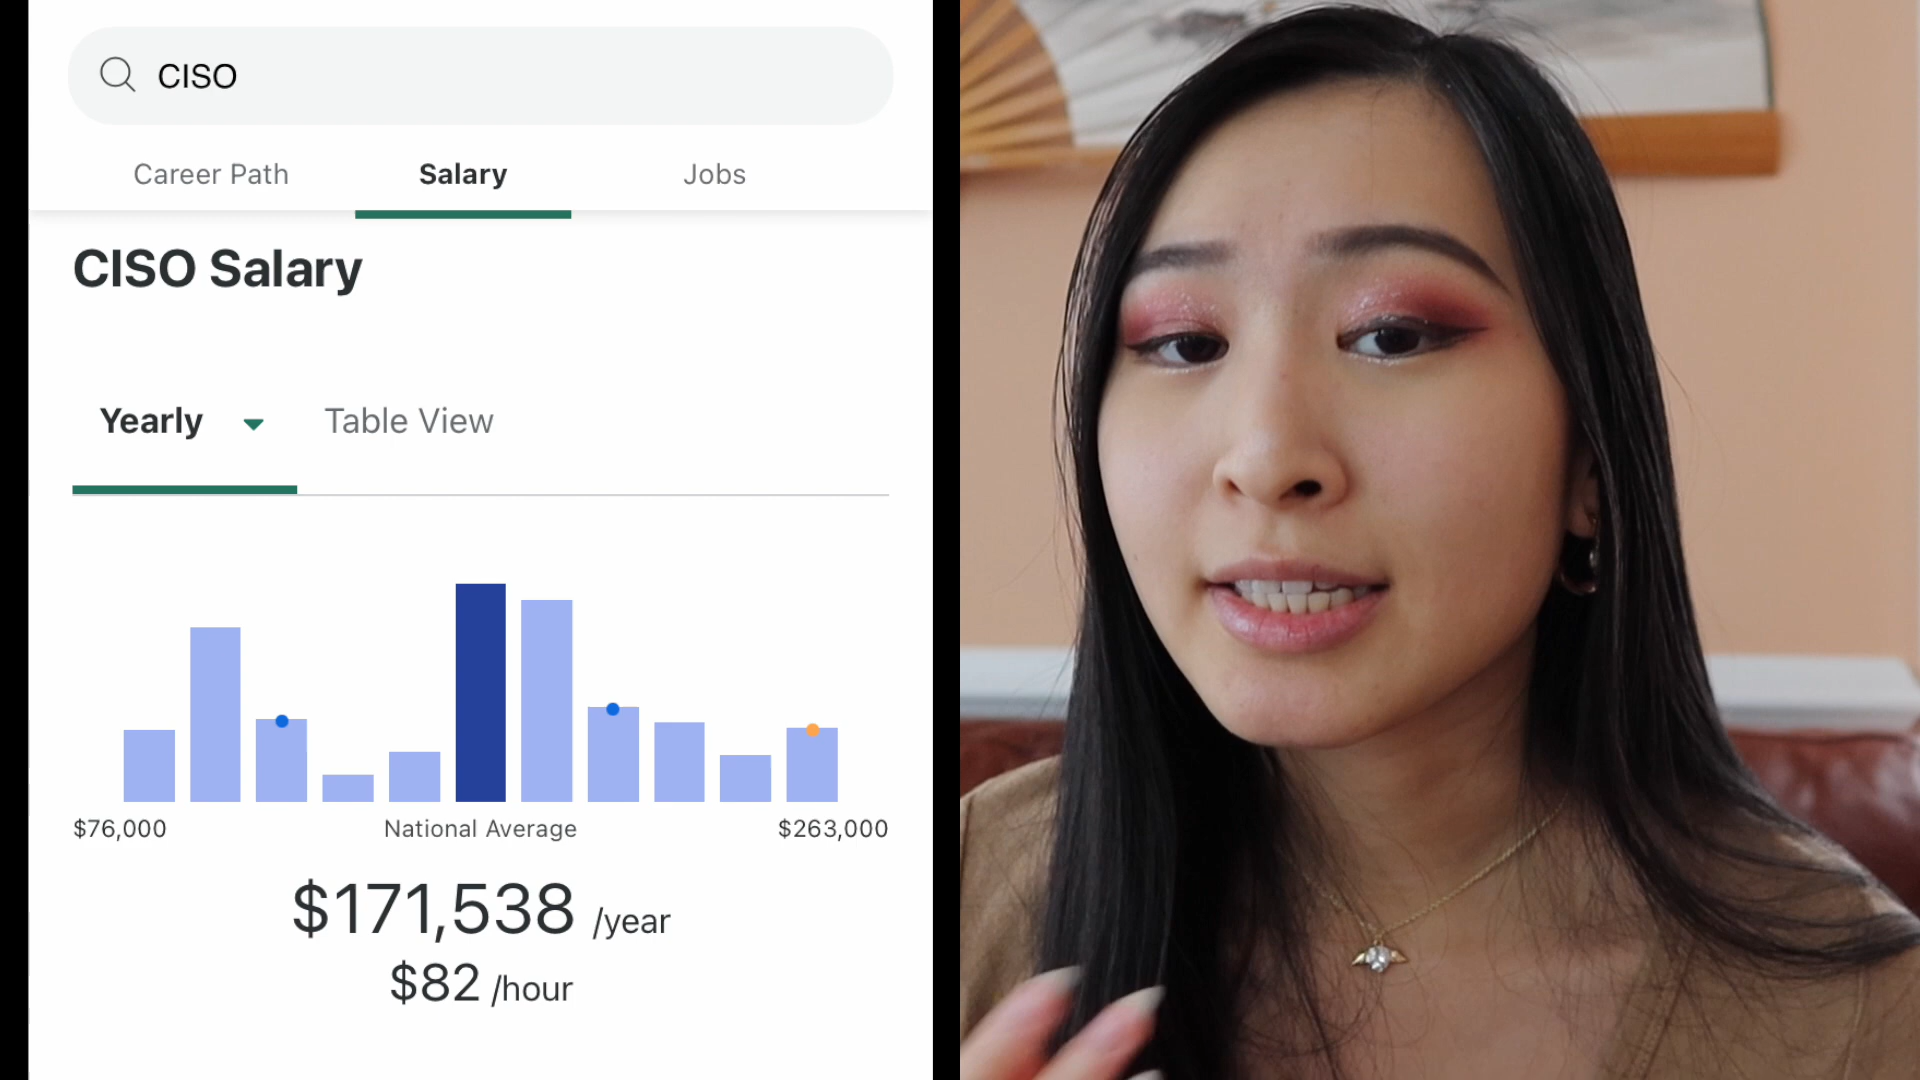 CISO
Career Path Salary Jobs
CISO Salary
Yearly Table View
$76,000 National Average $263,000
$171,538 /year
$82 /hour